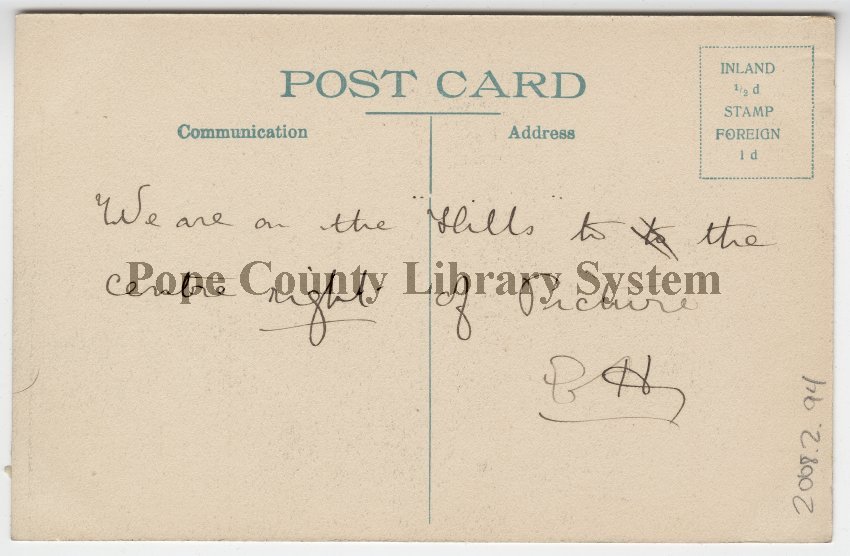 POST CARD
Communication
Address
INLAND
½ d
STAMP
FOREIGN
1 d
We are on the "Hills" to to the
centre right of Picture
B H
Pope County Library System
2008.2.94